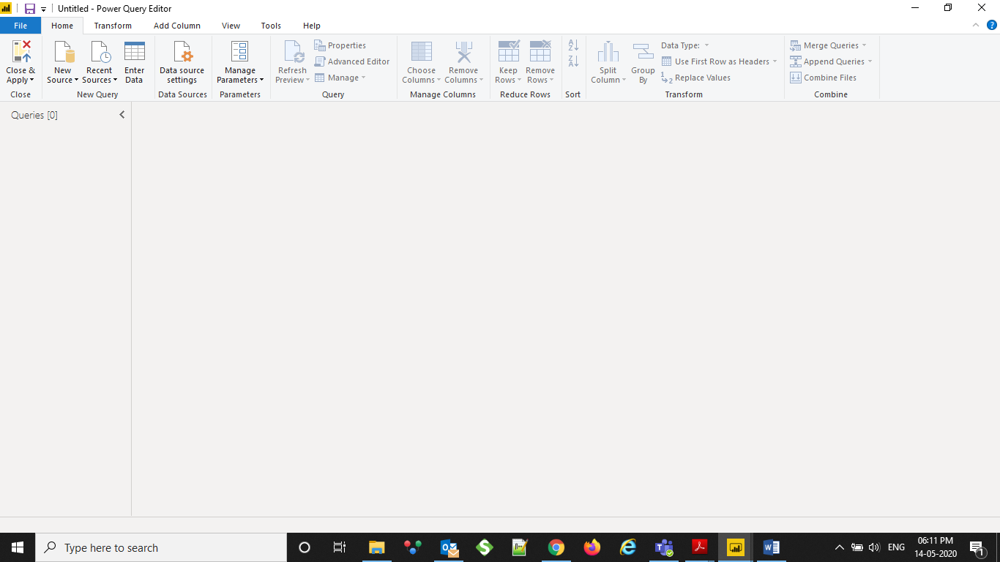 Untitled - Power Query Editor
File Home Transform Add Column View Tools Help
Close & Apply
New Source
Recent Sources
Enter Data
Data source settings
Manage Parameters
Refresh Preview
Properties
Advanced Editor
Manage
Choose Columns
Remove Columns
Keep Rows
Remove Rows
Split Column
Group By
Data Type:
Use First Row as Headers
Replace Values
Merge Queries
Append Queries
Combine Files
Close New Query Data Sources Parameters Query Manage Columns Reduce Rows Sort Transform Combine
Queries [0]
Type here to search
ENG
06:11 PM
14-05-2020
1